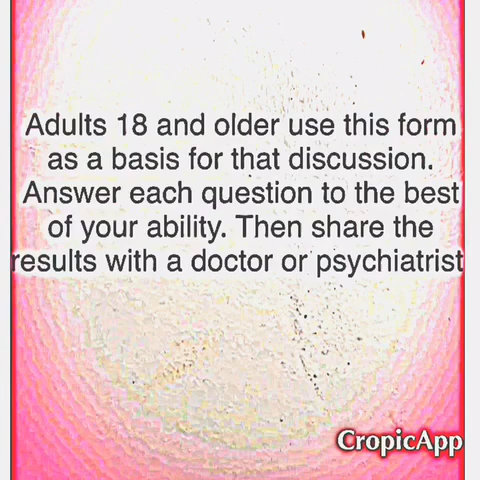 Adults 18 and older use this form
as a basis for that discussion.
Answer each question to the best
of your ability. Then share the
results with a doctor or psychiatrist
CropicApp